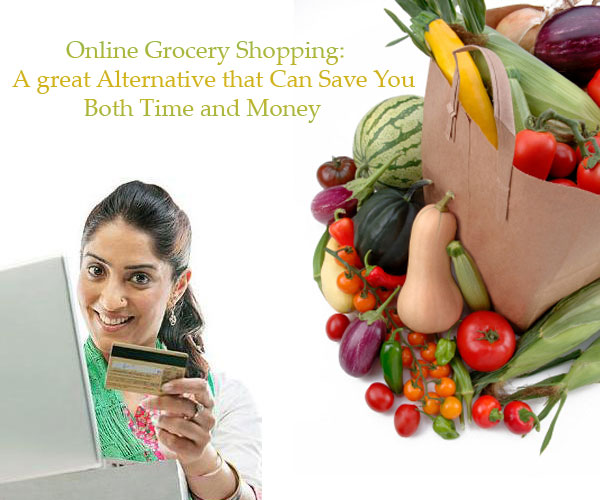 Online Grocery Shopping:
A great Alternative that Can Save You
Both Time and Money